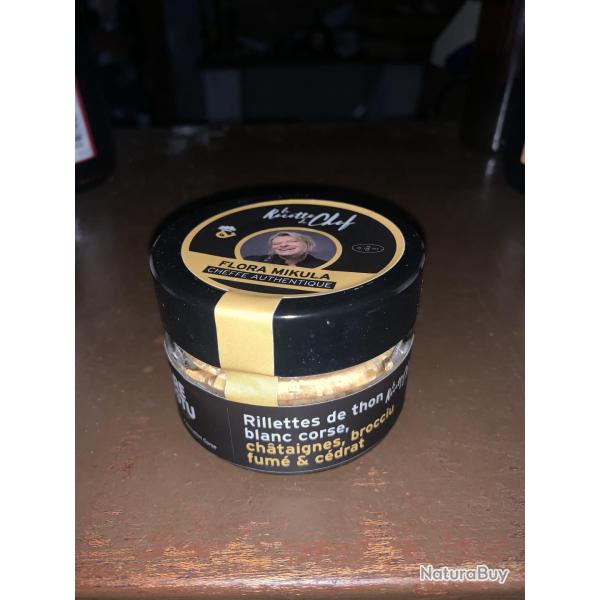 la Recette du Chef
FLORA MIKULA
CHEFFE AUTHENTIQUE
Rillettes de thon
blanc corse,
châtaignes, brocciu
fumé & cédrat
NaturaBuy